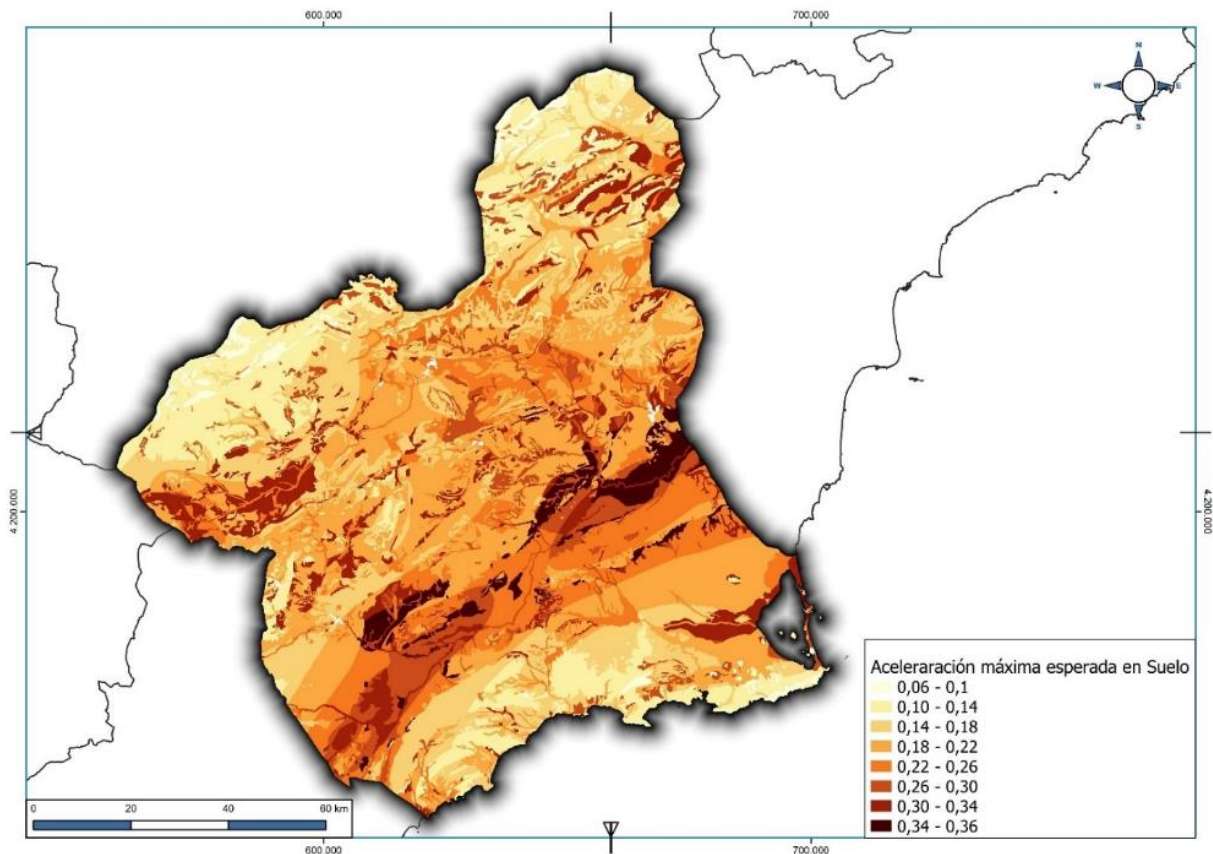 600.000 700.000
N
W E
S
4.200.000 4.200.000
Aceleraración máxima esperada en Suelo
0,06 - 0,1
0,10 - 0,14
0,14 - 0,18
0,18 - 0,22
0,22 - 0,26
0,26 - 0,30
0,30 - 0,34
0,34 - 0,36
0 20 40 60 km
600.000 700.000